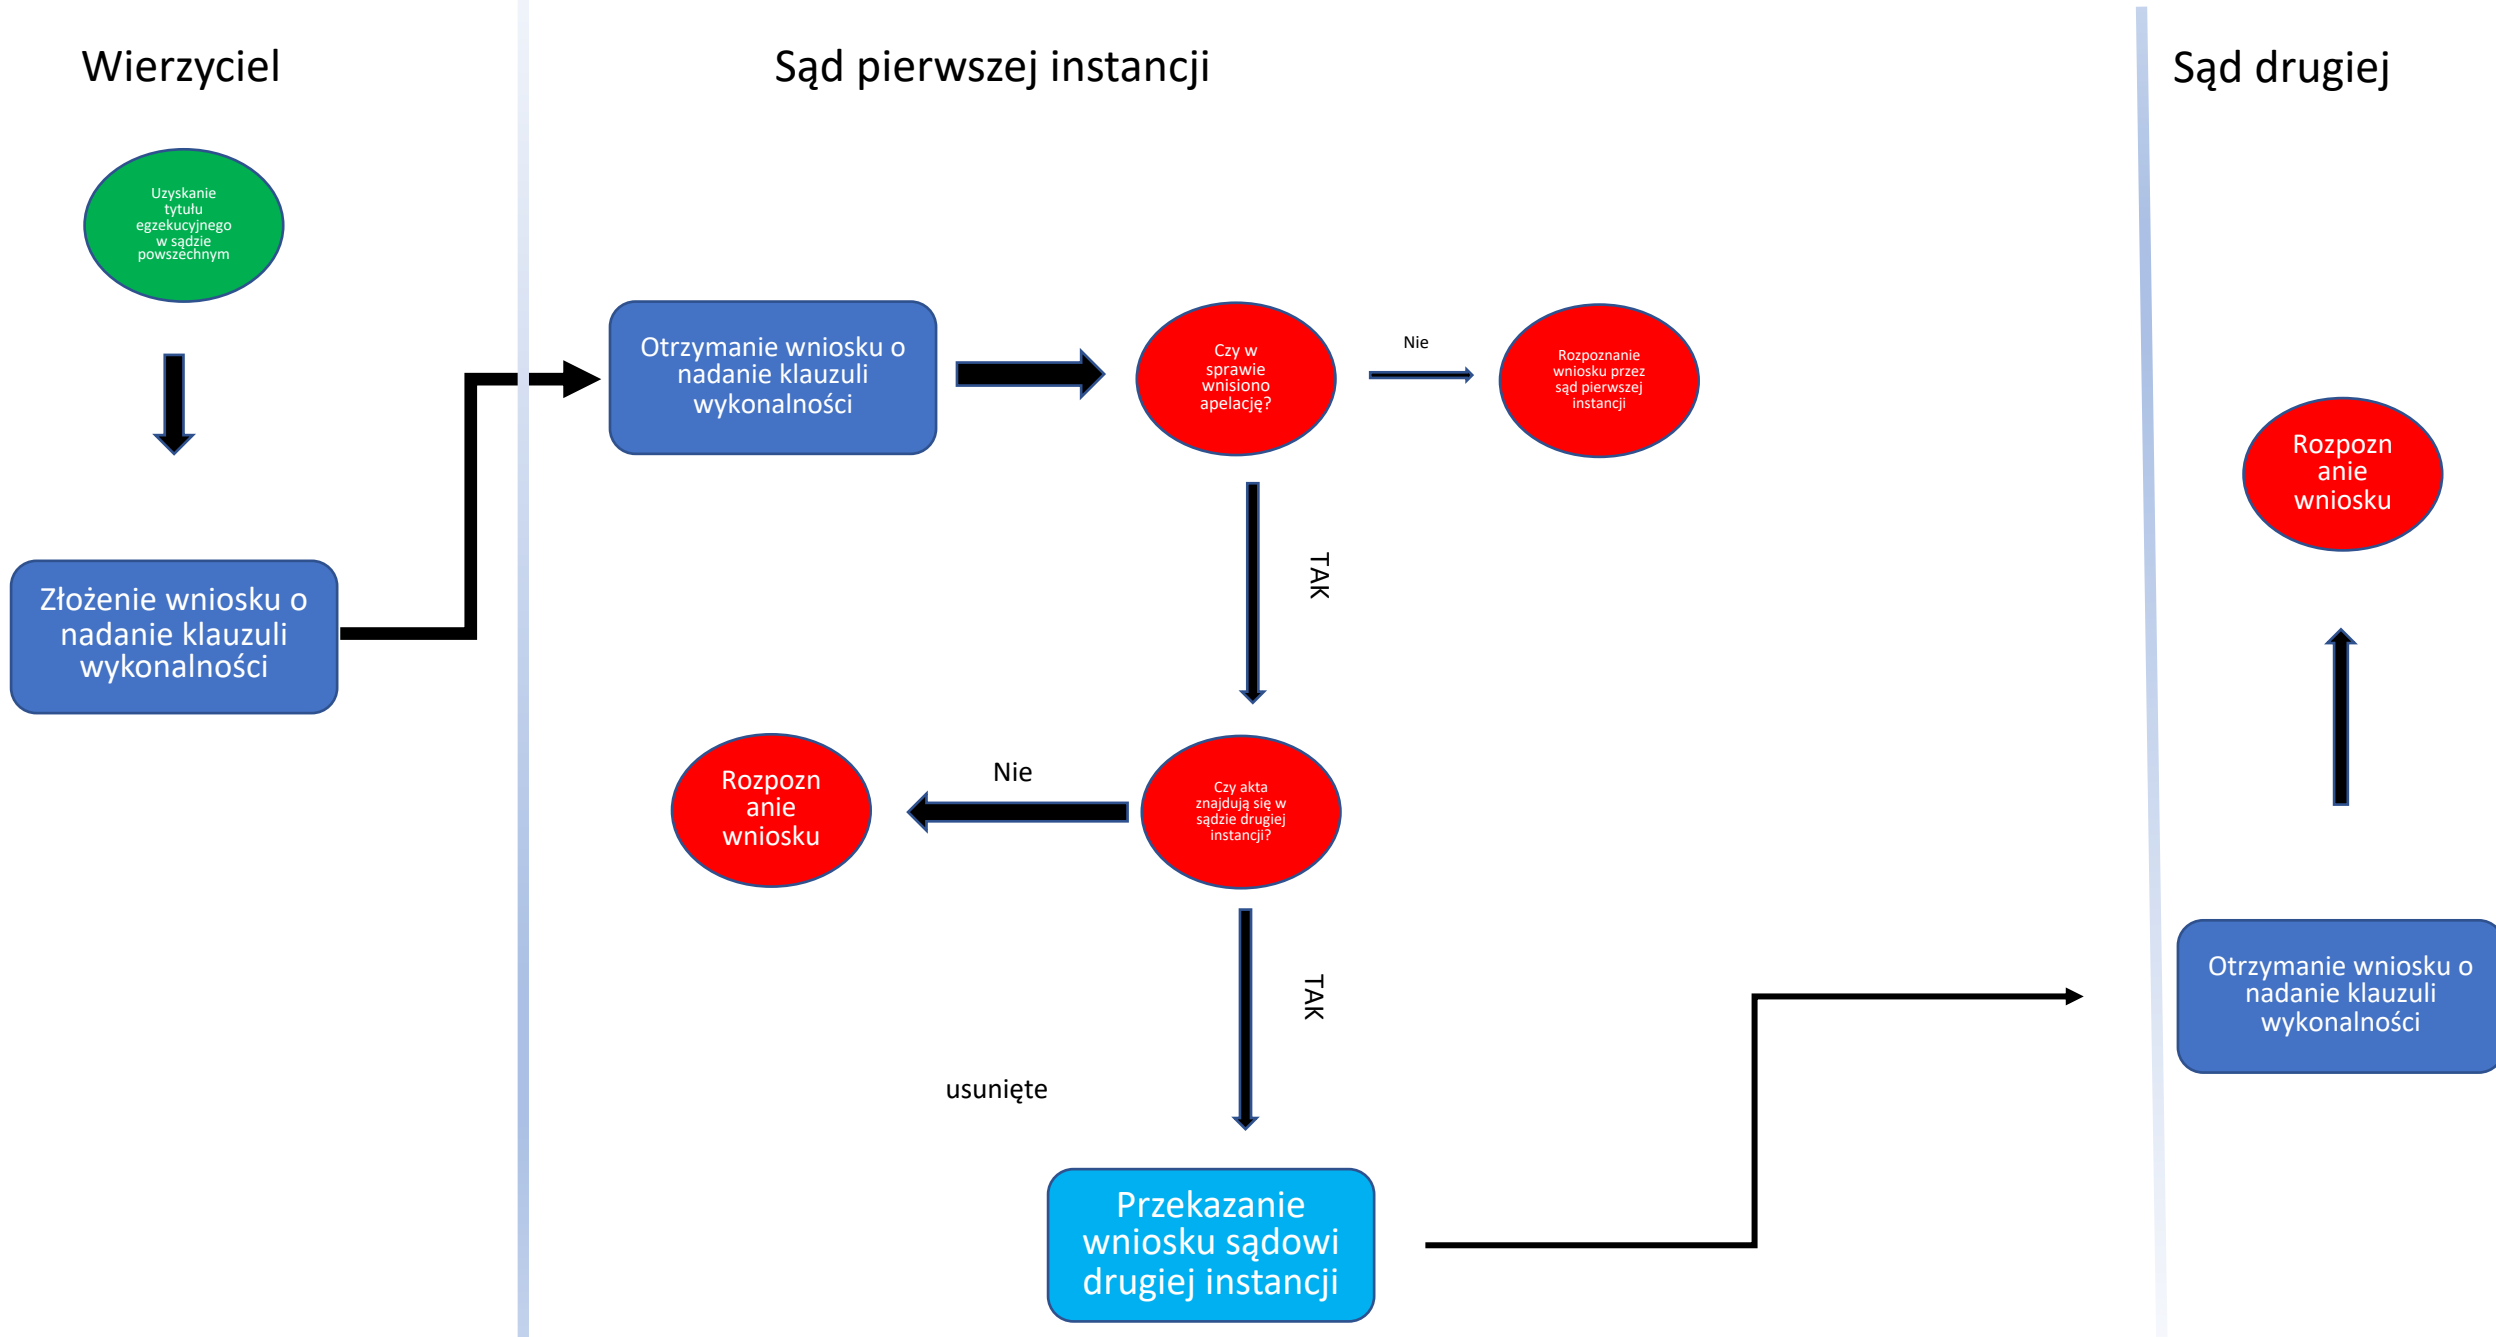 Wierzyciel
Sąd pierwszej instancji
Sąd drugiej
Uzyskanie
tytułu
egzekucyjnego
w sądzie
powszechnym
Otrzymanie wniosku o
nadanie klauzuli
wykonalności
Czy w
sprawie
wnisiono
apelację?
Nie
Rozpoznanie
wniosku przez
sąd pierwszej
instancji
Rozpozn
anie
wniosku
TAK
Złożenie wniosku o
nadanie klauzuli
wykonalności
Rozpozn
anie
wniosku
Nie
Czy akta
znajdują się w
sądzie drugiej
instancji?
TAK
Otrzymanie wniosku o
nadanie klauzuli
wykonalności
usunięte
Przekazanie
wniosku sądowi
drugiej instancji